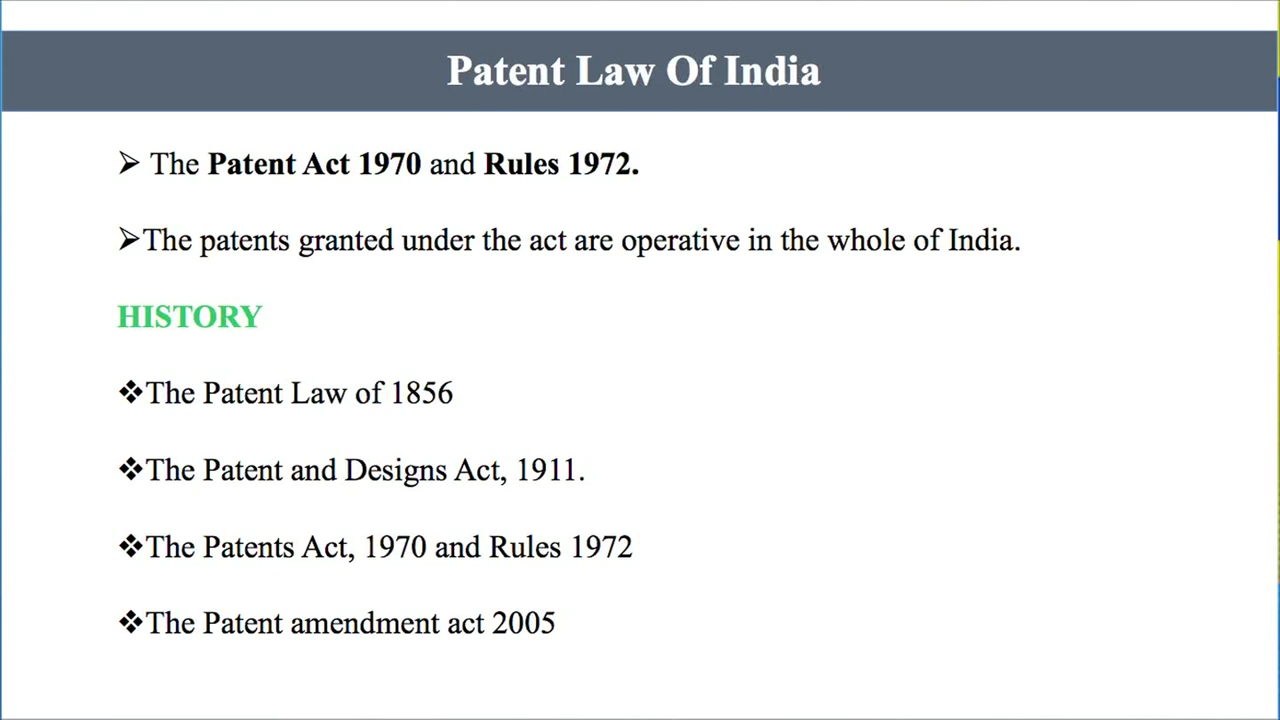 Patent Law Of India
➢ The Patent Act 1970 and Rules 1972.
➢The patents granted under the act are operative in the whole of India.
HISTORY
❖The Patent Law of 1856
❖The Patent and Designs Act, 1911.
❖The Patents Act, 1970 and Rules 1972
❖The Patent amendment act 2005